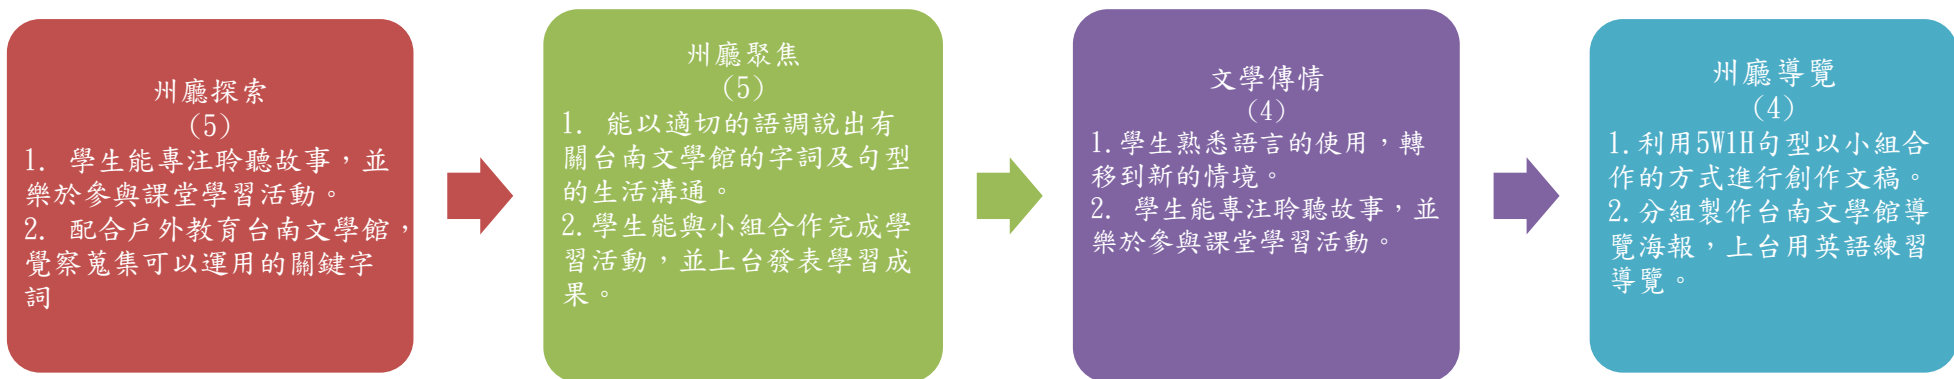 州廳探索
(5)
1. 學生能專注聆聽故事，並
樂於參與課堂學習活動。
2. 配合戶外教育台南文學館，
覺察蒐集可以運用的關鍵字
詞
州廳聚焦
(5)
1. 能以適切的語調說出有
關台南文學館的字詞及句型
的生活溝通。
2.學生能與小組合作完成學
習活動，並上台發表學習成
果。
文學傳情
(4)
1.學生熟悉語言的使用，轉
移到新的情境。
2. 學生能專注聆聽故事，並
樂於參與課堂學習活動。
州廳導覽
(4)
1.利用5W1H句型以小組合
作的方式進行創作文稿。
2.分組製作台南文學館導
覽海報，上台用英語練習
導覽。